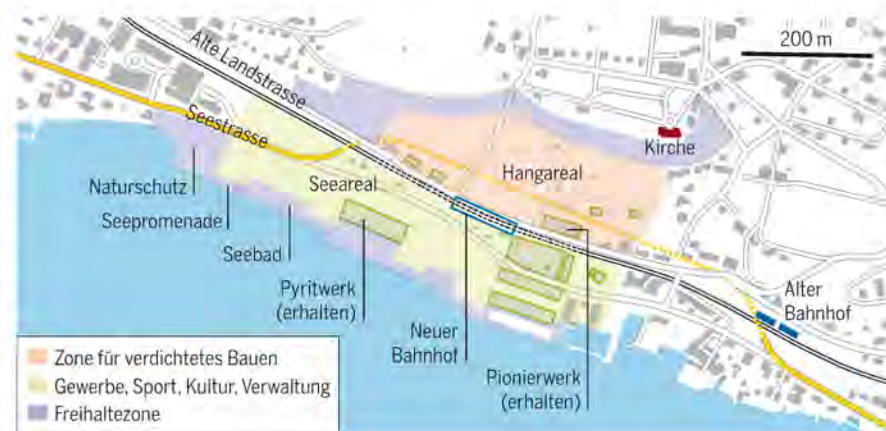 200 m
Alte Landstrasse
Seestrasse
Kirche
Hangareal
Seeareal
Naturschutz
Seepromenade
Seebad
Pyritwerk
(erhalten)
Neuer
Bahnhof
Pionierwerk
(erhalten)
Alter
Bahnhof
Zone für verdichtetes Bauen
Gewerbe, Sport, Kultur, Verwaltung
Freihaltezone